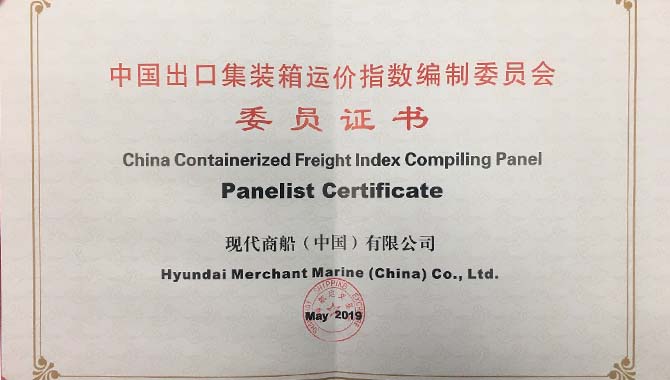 中国出口集装箱运价指数编制委员会
委员证书
China Containerized Freight Index Compiling Panel
Panelist Certificate
现代商船（中国）有限公司
Hyundai Merchant Marine (China) Co., Ltd.
SHIPPING EXCHANGE
May 2019